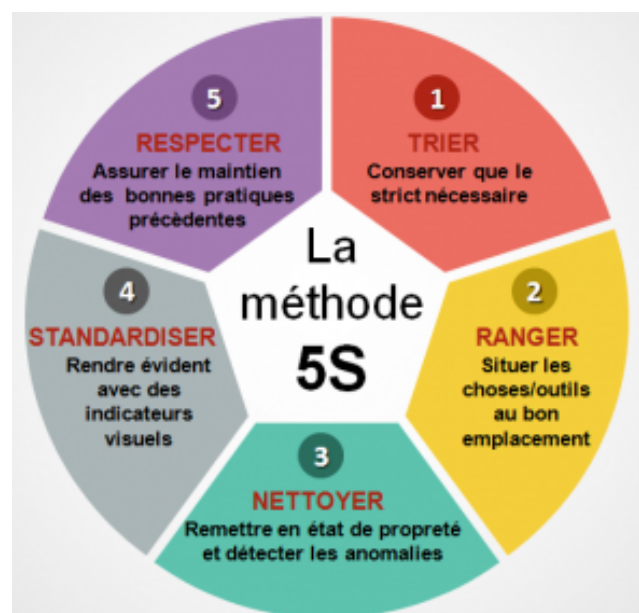 La
méthode
5S
1
TRIER
Conserver que le
strict nécessaire
2
RANGER
Situer les
choses/outils
au bon
emplacement
3
NETTOYER
Remettre en état de propreté
et détecter les anomalies
4
STANDARDISER
Rendre évident
avec des
indicateurs
visuels
5
RESPECTER
Assurer le maintien
des bonnes pratiques
précèdentes